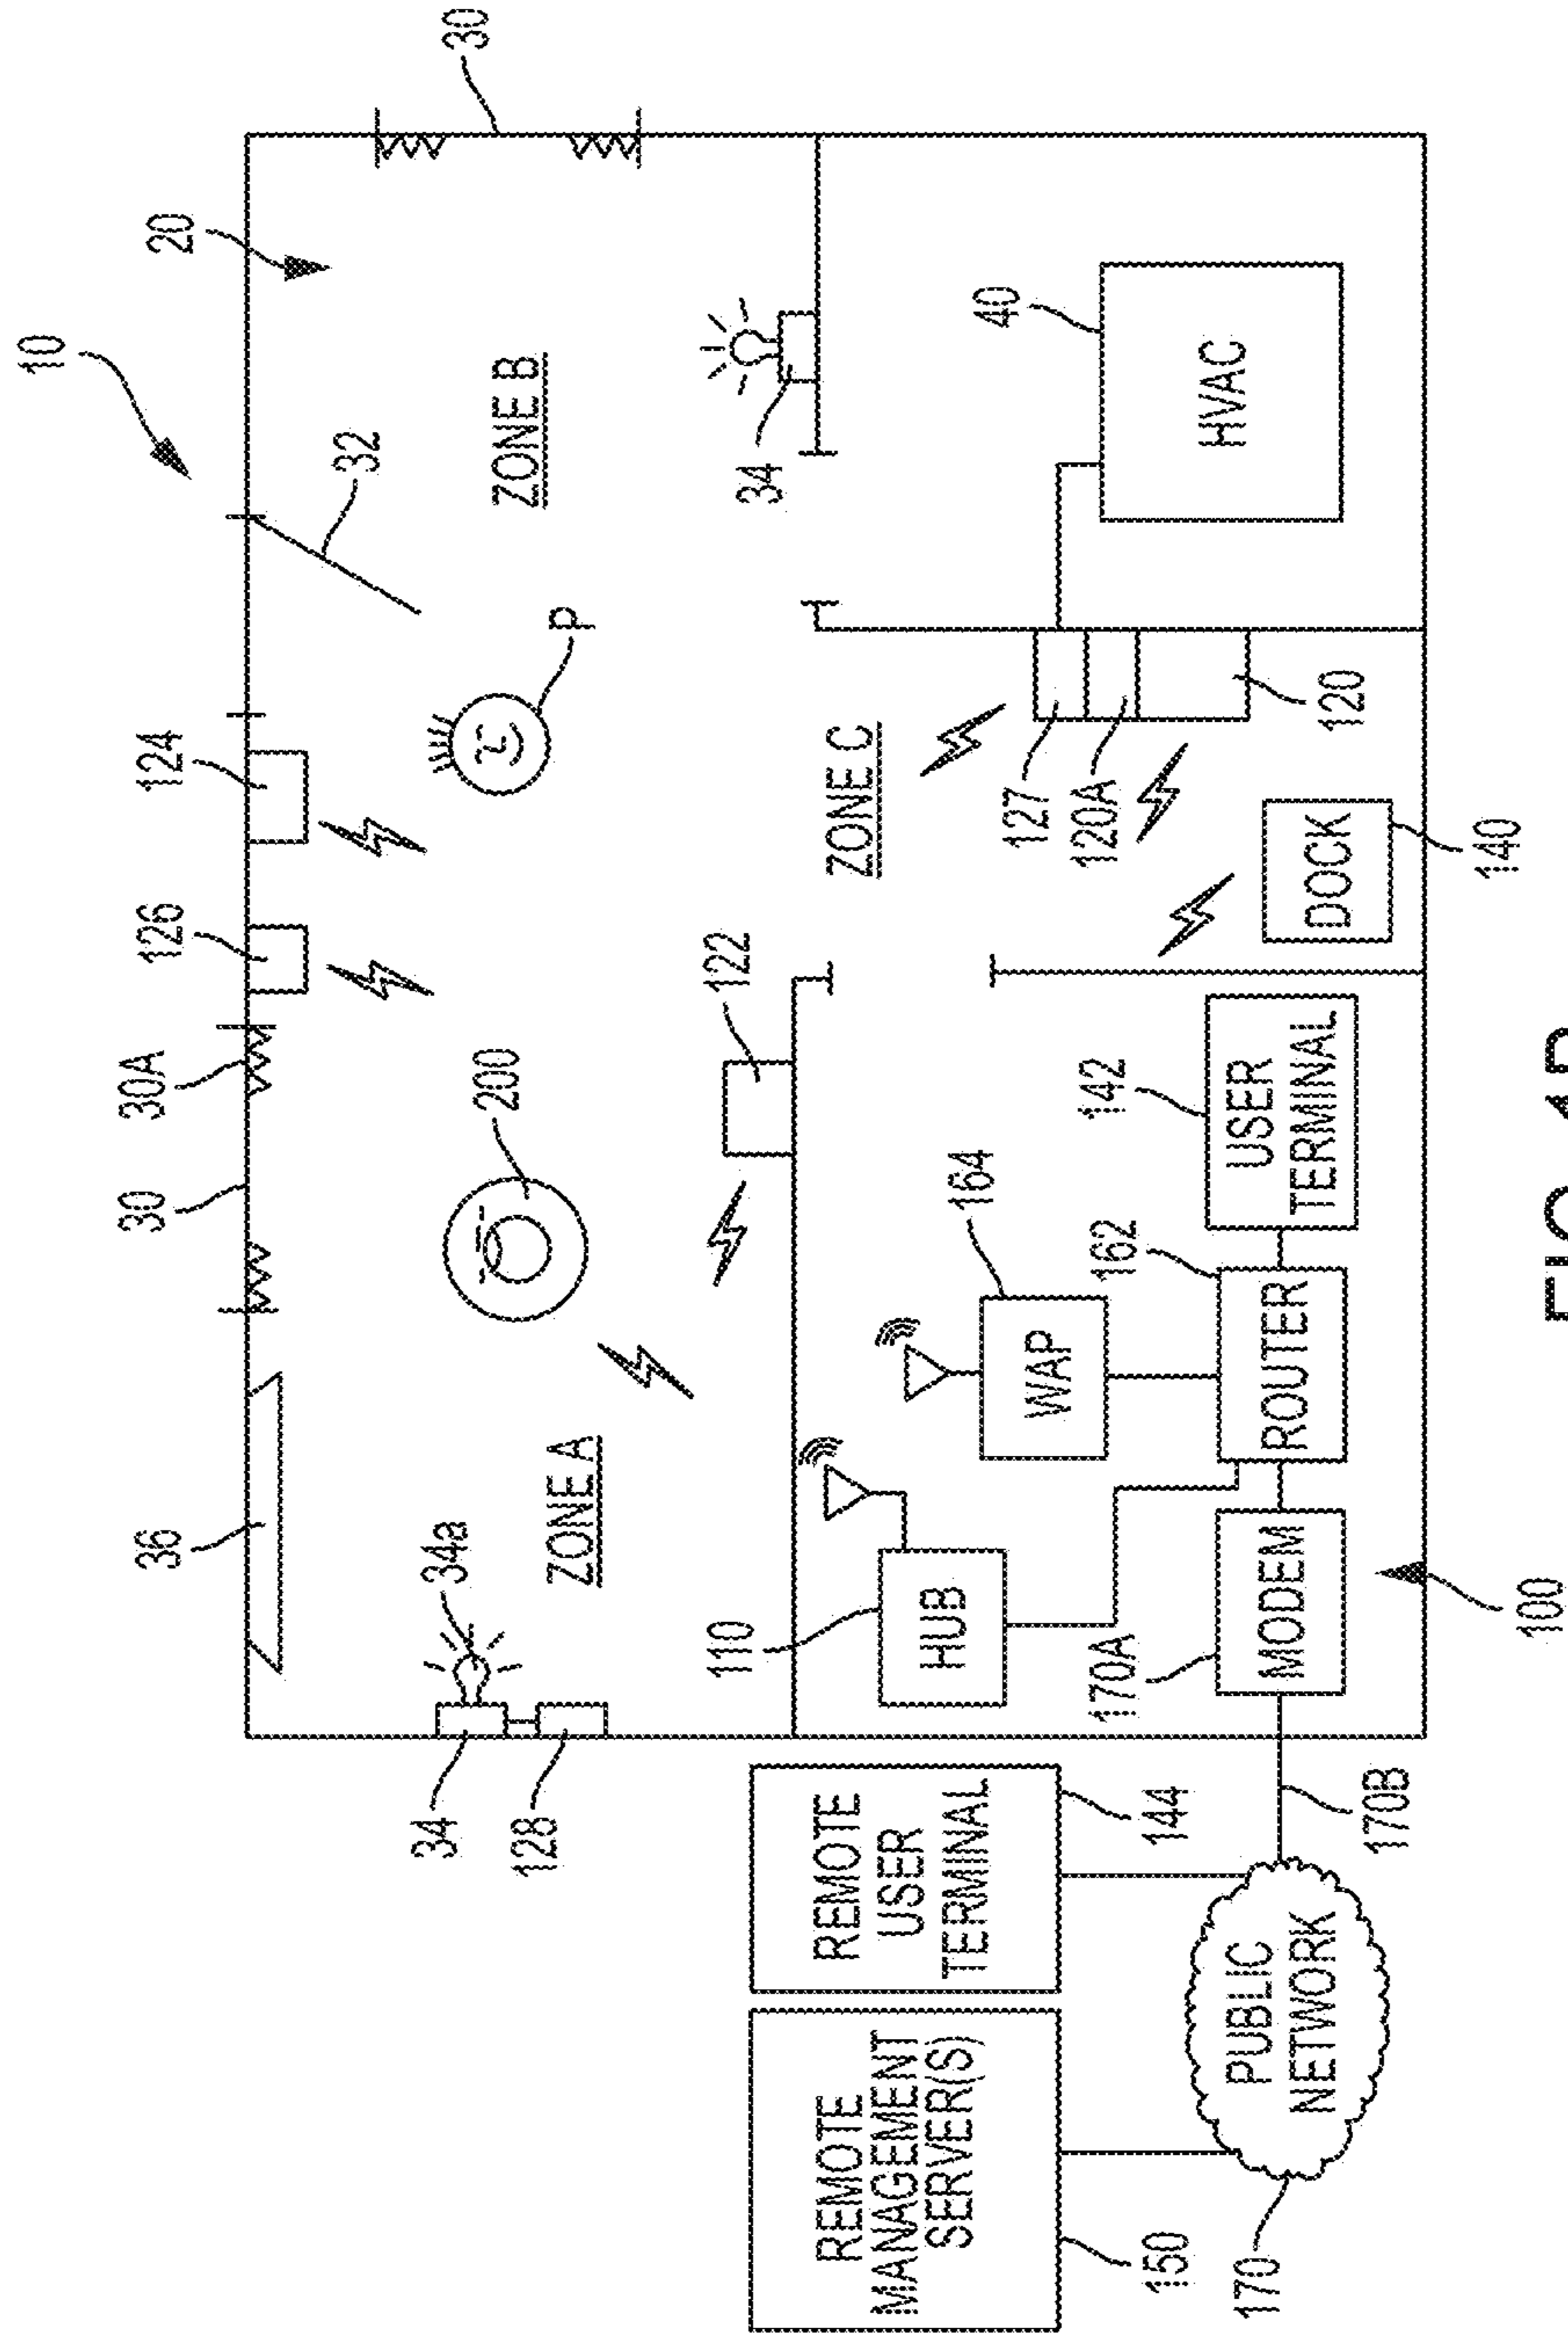 10
20
30
124
32
126
30A
30
36
P
ZONE B
200
34a
ZONE A
34
128
34
122
ZONE C
40
HVAC
127
120A
120
DOCK
140
164
WAP
142
USER
TERMINAL
162
ROUTER
110
HUB
170A
MODEM
100
REMOTE
USER
TERMINAL
144
170B
REMOTE
MANAGEMENT
SERVER(S)
150
PUBLIC
NETWORK
170